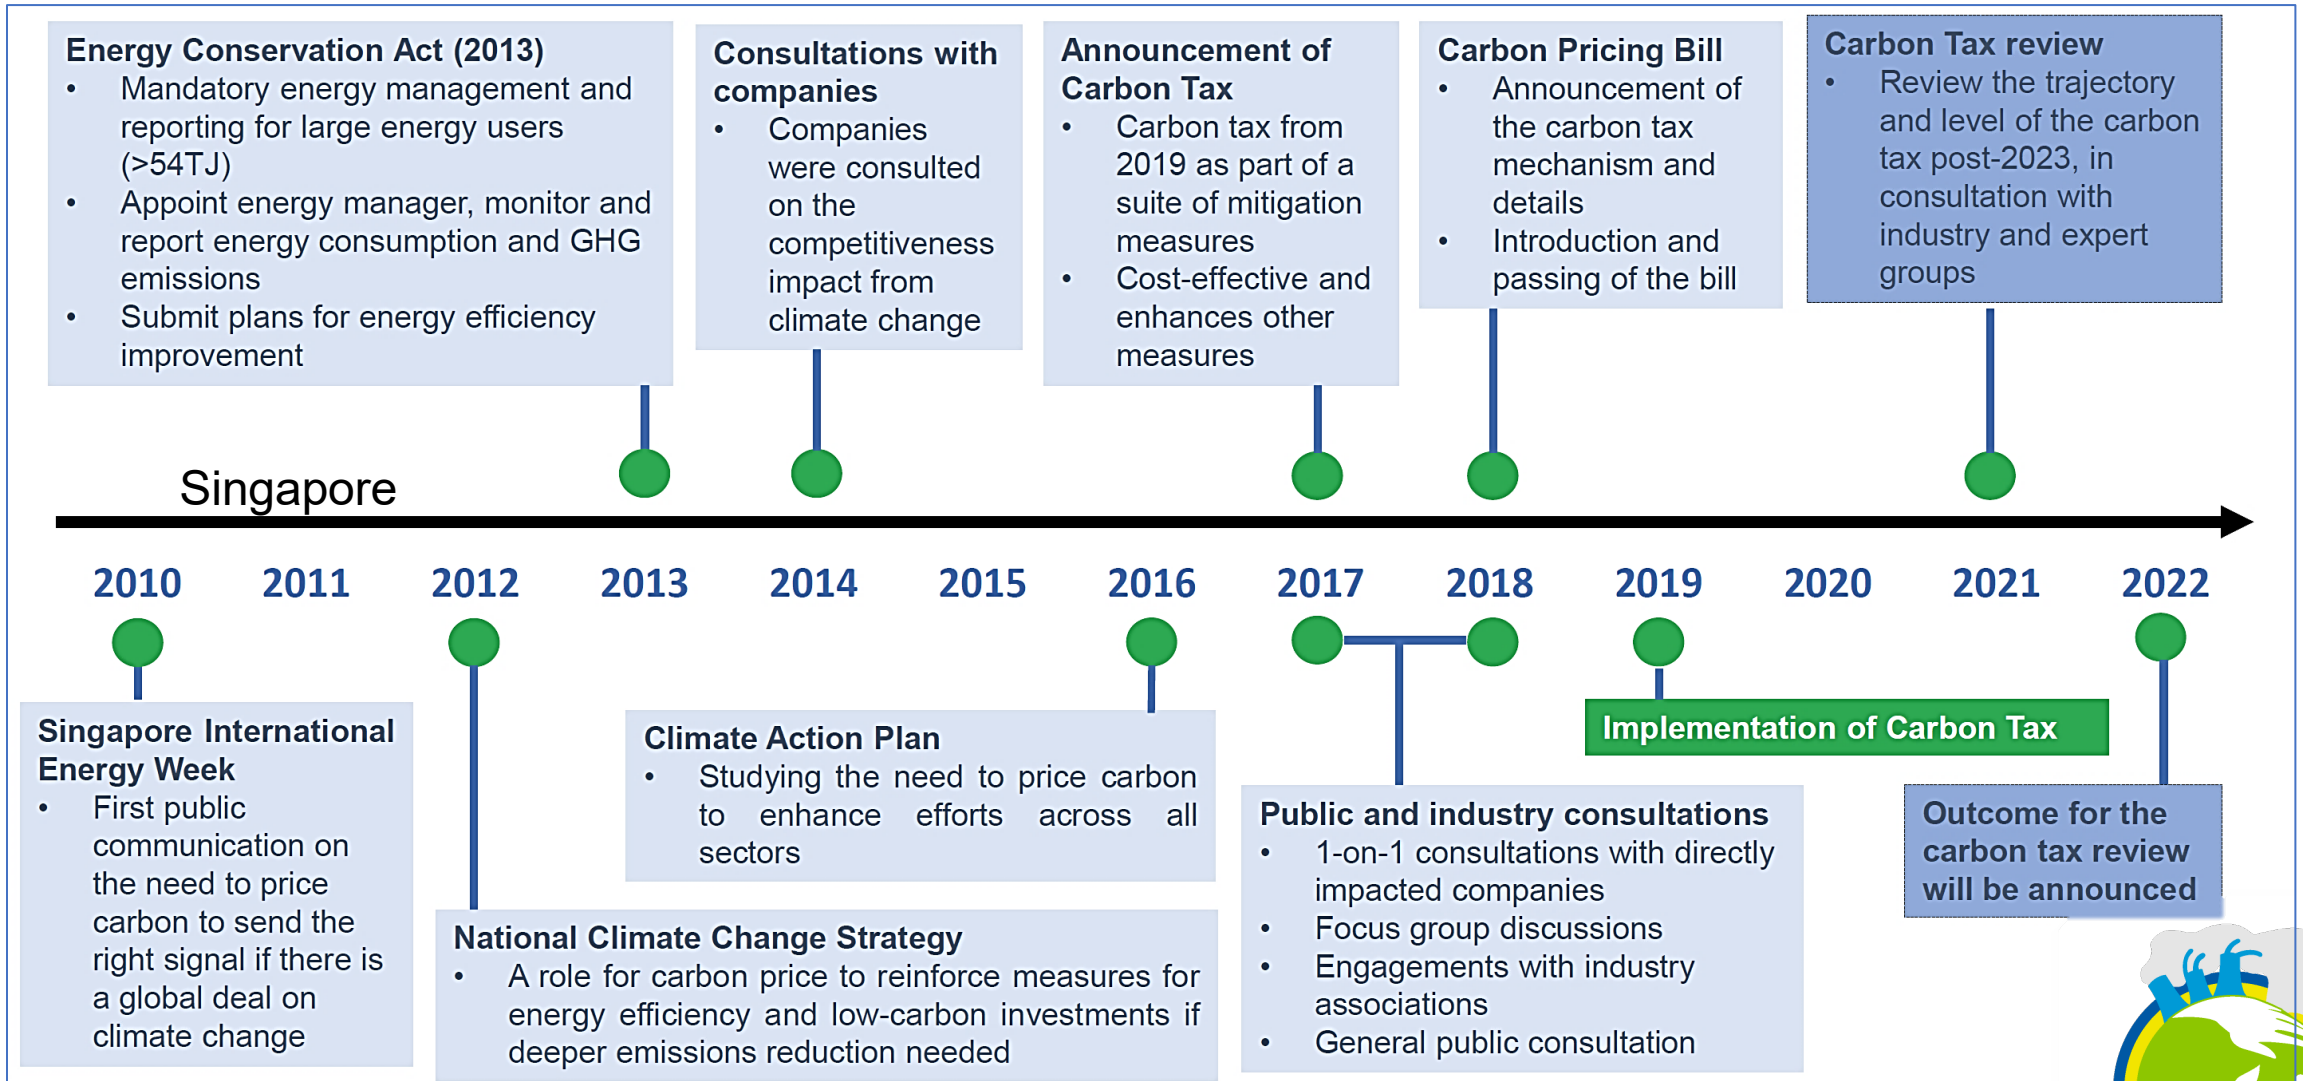 Energy Conservation Act (2013)
• Mandatory energy management and
reporting for large energy users
(>54TJ)
• Appoint energy manager, monitor and
report energy consumption and GHG
emissions
• Submit plans for energy efficiency
improvement
Consultations with
companies
• Companies
were consulted
on the
competitiveness
impact from
climate change
Announcement of
Carbon Tax
• Carbon tax from
2019 as part of a
suite of mitigation
measures
• Cost-effective and
enhances other
measures
Carbon Pricing Bill
• Announcement of
the carbon tax
mechanism and
details
• Introduction and
passing of the bill
Carbon Tax review
• Review the trajectory
and level of the carbon
tax post-2023, in
consultation with
industry and expert
groups
Singapore
2010 2011 2012 2013 2014 2015 2016 2017 2018 2019 2020 2021 2022
Singapore International
Energy Week
• First public
communication on
the need to price
carbon to send the
right signal if there is
a global deal on
climate change
National Climate Change Strategy
• A role for carbon price to reinforce measures for
energy efficiency and low-carbon investments if
deeper emissions reduction needed
Climate Action Plan
• Studying the need to price carbon
to enhance efforts across all
sectors
Public and industry consultations
• 1-on-1 consultations with directly
impacted companies
• Focus group discussions
• Engagements with industry
associations
• General public consultation
Implementation of Carbon Tax
Outcome for the
carbon tax review
will be announced